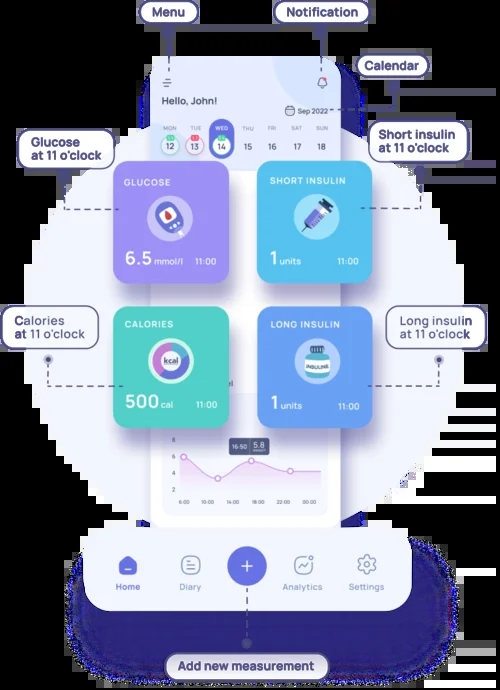 Menu
Notification
Calendar
Hello, John!
Sep 2022
MON TUE WED THU FRI SAT SUN
12 13 14 15 16 17 18
Glucose
at 11 o'clock
Short insulin
at 11 o'clock
GLUCOSE
6.5 mmol/l 11:00
SHORT INSULIN
1 units 11:00
Calories
at 11 o'clock
Long insulin
at 11 o'clock
CALORIES
kcal
500 cal 11:00
LONG INSULIN
INSULINE
1 units 11:00
el
8
6
4
2
16:50 5.8
6:00 10:00 14:00 18:00 22:00 00:00
Home
Diary
Analytics
Settings
Add new measurement